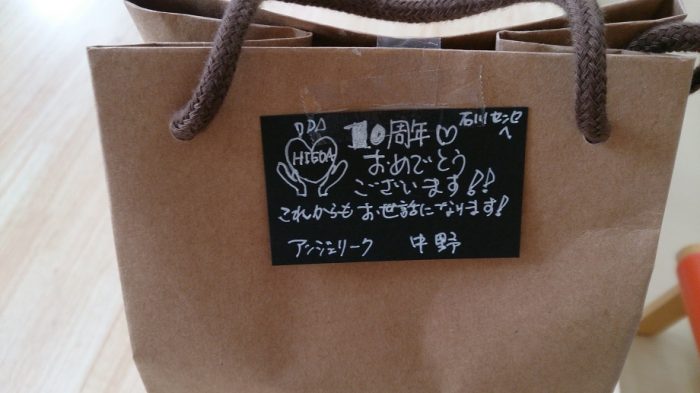 石川センセへ
HIGOA
10周年♡
おめでとう
ございます!!
これからもお世話になります!
アンジェリーク 中野